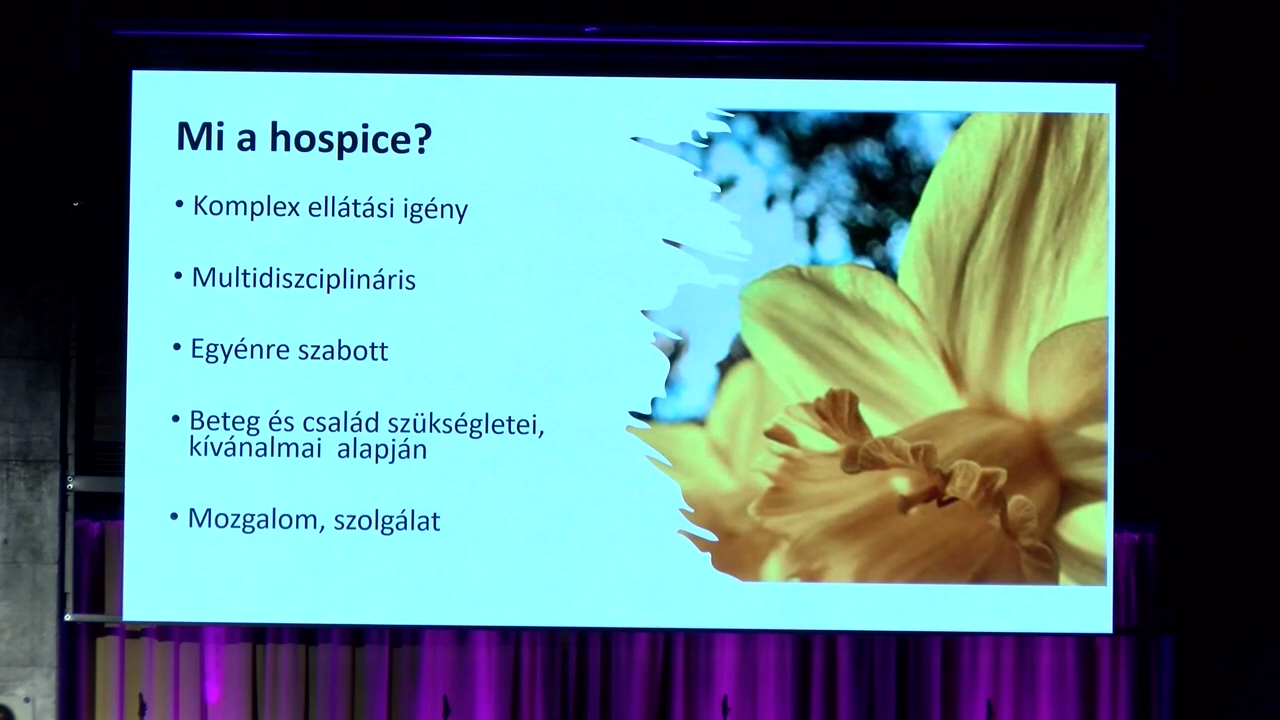 Mi a hospice?
• Komplex ellátási igény
• Multidiszciplináris
• Egyénre szabott
• Beteg és család szükségletei,
kívánalmai  alapján
• Mozgalom, szolgálat